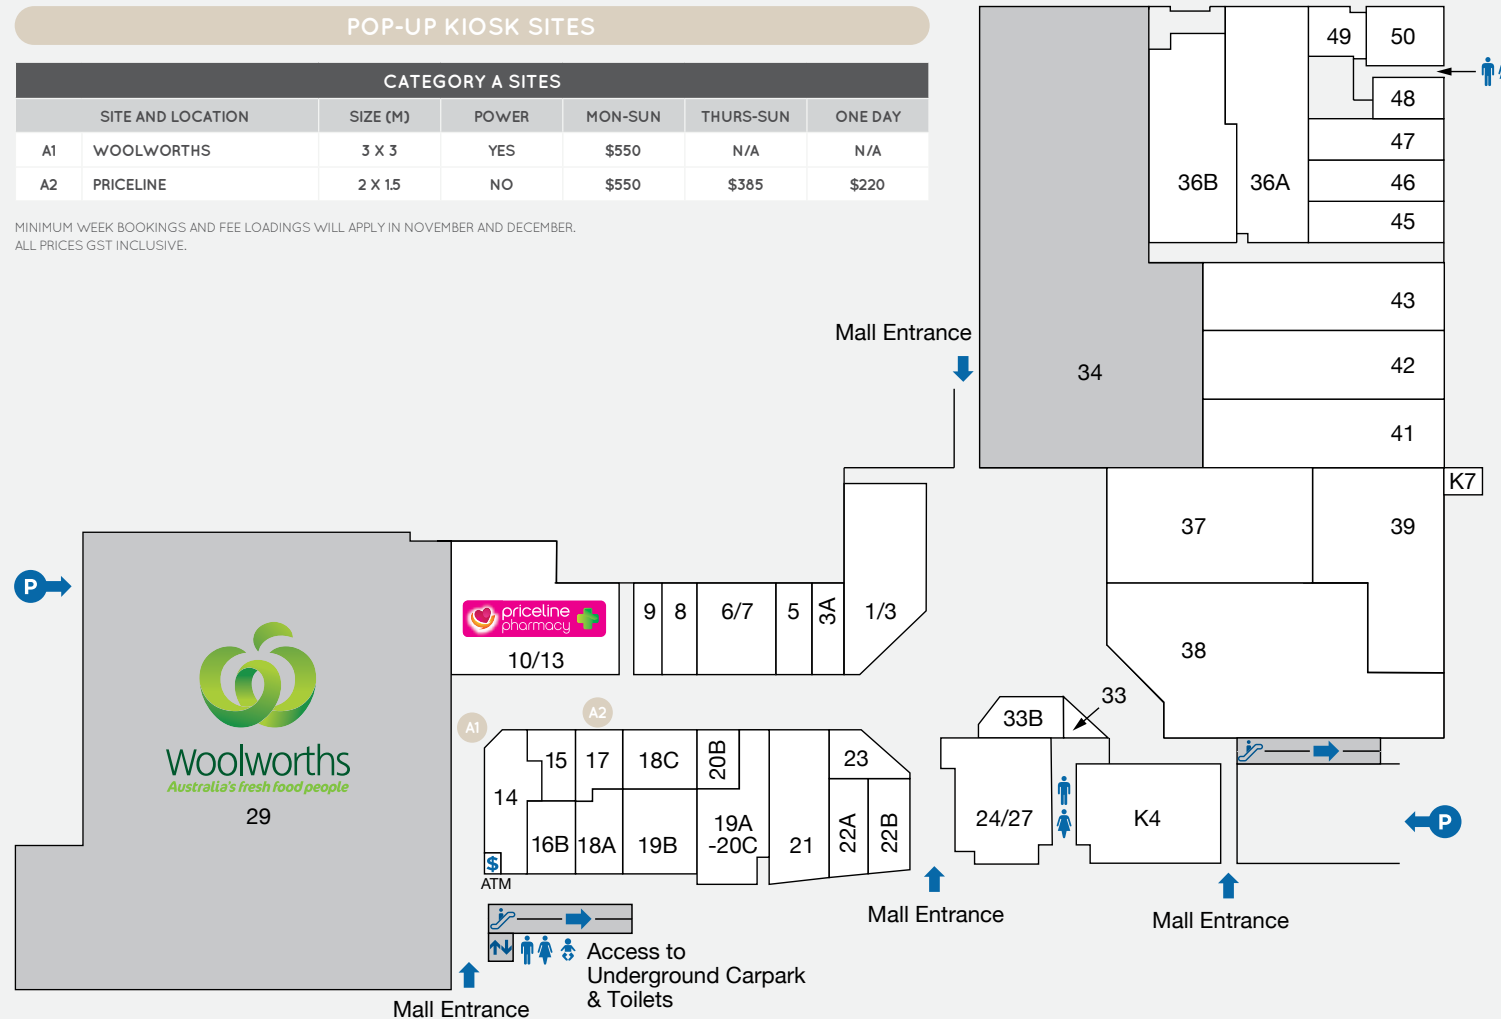 POP-UP KIOSK SITES
CATEGORY A SITES
SITE AND LOCATION SIZE (M) POWER MON-SUN THURS-SUN ONE DAY
A1 WOOLWORTHS 3 X 3 YES $550 N/A N/A
A2 PRICELINE 2 X 1.5 NO $550 $385 $220
MINIMUM WEEK BOOKINGS AND FEE LOADINGS WILL APPLY IN NOVEMBER AND DECEMBER.
ALL PRICES GST INCLUSIVE.
49 50
48
47
36B 36A 46
45
43
Mall Entrance
34 42
41
K7
37 39
P
priceline
pharmacy
10/13
9 8 6/7 5 3A 1/3
38
33
33B
A1 A2
Woolworths
Australia's fresh food people
29
15 17 18C 20B 23
14
16B 18A 19B 19A
-20C 21 22A 22B
24/27 K4
P
$
ATM
Mall Entrance
Mall Entrance
Access to
Underground Carpark
& Toilets
Mall Entrance